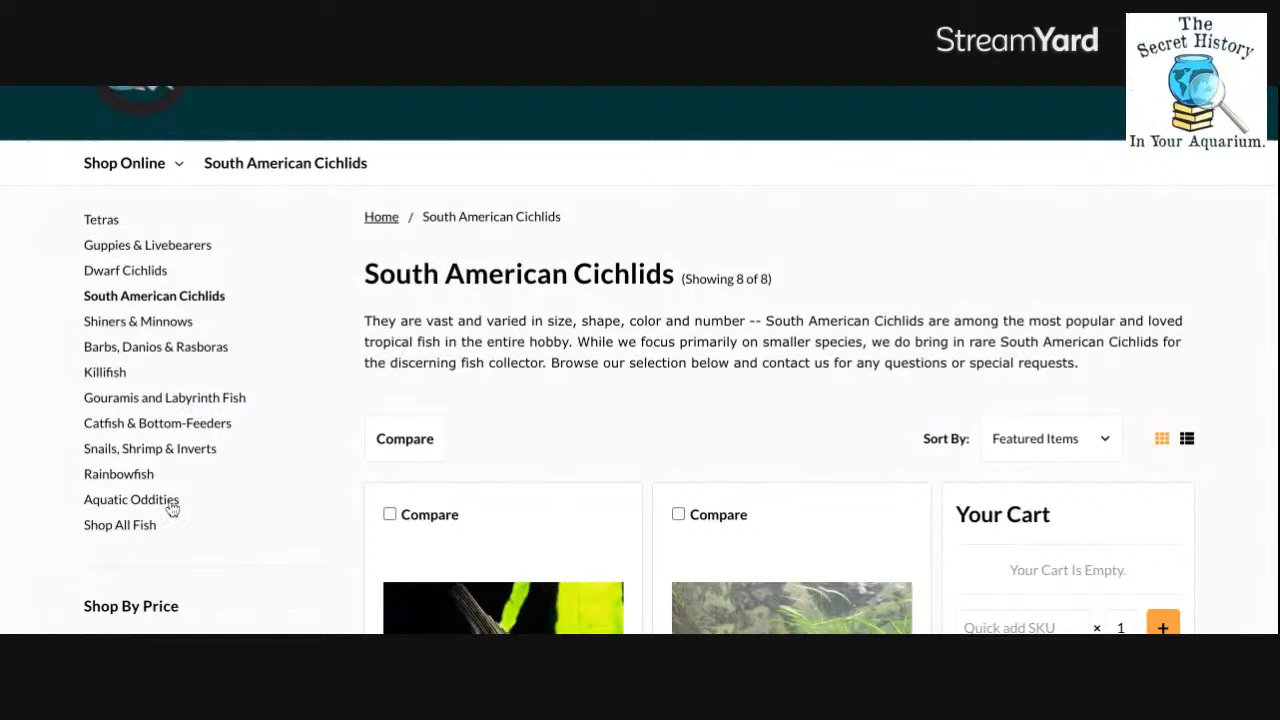 StreamYard
The
Secret History
In Your Aquarium.
Shop Online
South American Cichlids
Tetras
Guppies & Livebearers
Dwarf Cichlids
South American Cichlids
Shiners & Minnows
Barbs, Danios & Rasboras
Killifish
Gouramis and Labyrinth Fish
Catfish & Bottom-Feeders
Snails, Shrimp & Inverts
Rainbowfish
Aquatic Oddities
Shop All Fish
Shop By Price
Home / South American Cichlids
South American Cichlids (Showing 8 of 8)
They are vast and varied in size, shape, color and number -- South American Cichlids are among the most popular and loved
tropical fish in the entire hobby. While we focus primarily on smaller species, we do bring in rare South American Cichlids for
the discerning fish collector. Browse our selection below and contact us for any questions or special requests.
Compare
Sort By: Featured Items
Compare
Compare
Your Cart
Your Cart Is Empty.
Quick add SKU × 1 +